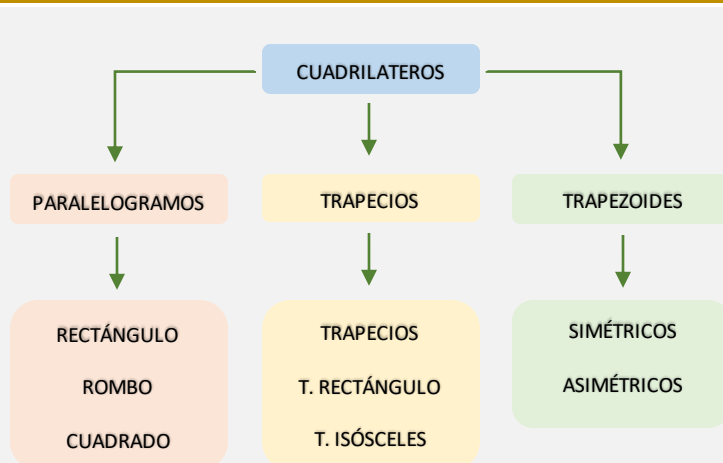 CUADRILATEROS
PARALELOGRAMOS
TRAPECIOS
TRAPEZOIDES
RECTÁNGULO
ROMBO
CUADRADO
TRAPECIOS
T. RECTÁNGULO
T. ISÓSCELES
SIMÉTRICOS
ASIMÉTRICOS